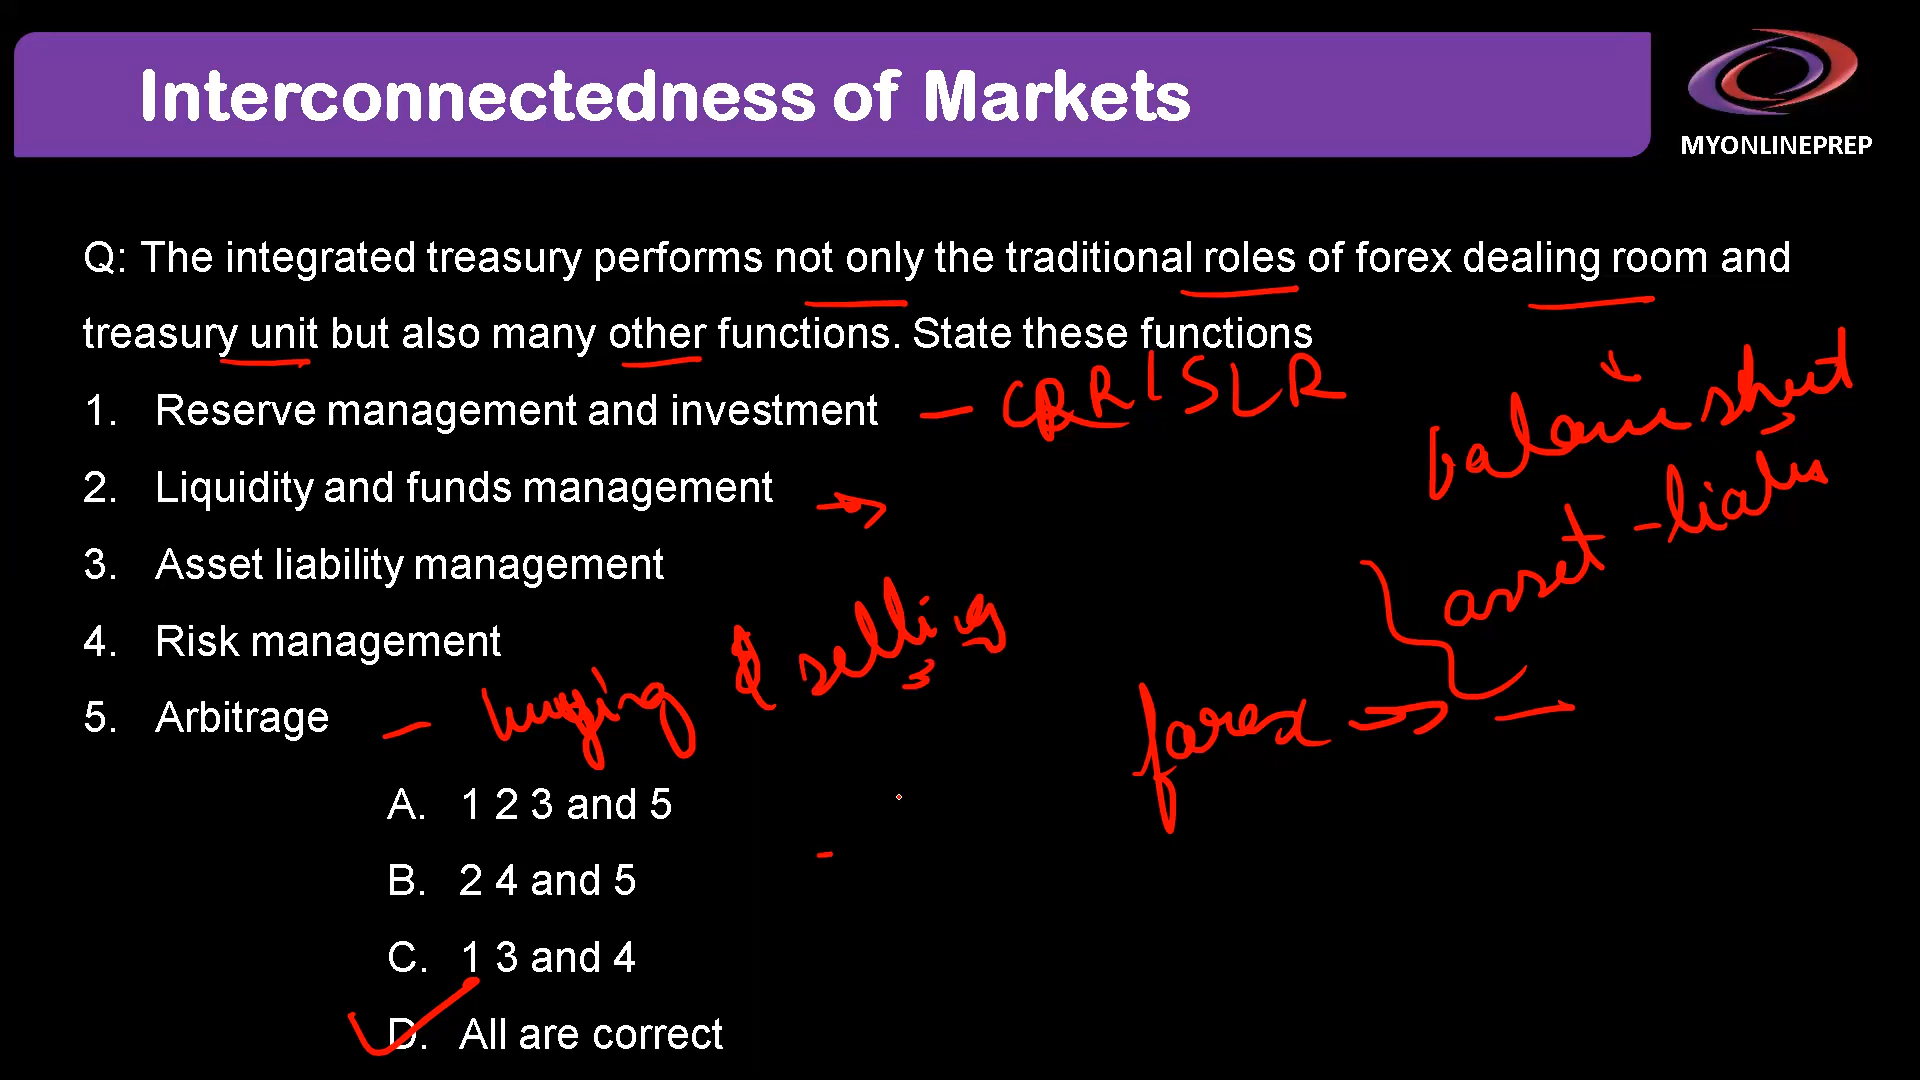 Interconnectedness of Markets
MYONLINEPREP
Q: The integrated treasury performs not only the traditional roles of forex dealing room and
treasury unit but also many other functions. State these functions
1. Reserve management and investment — CRR/SLR
balance sheet
2. Liquidity and funds management
asset - liabs
3. Asset liability management
4. Risk management
5. Arbitrage — buying & selling
forex
A. 1 2 3 and 5
B. 2 4 and 5
C. 1 3 and 4
D. All are correct